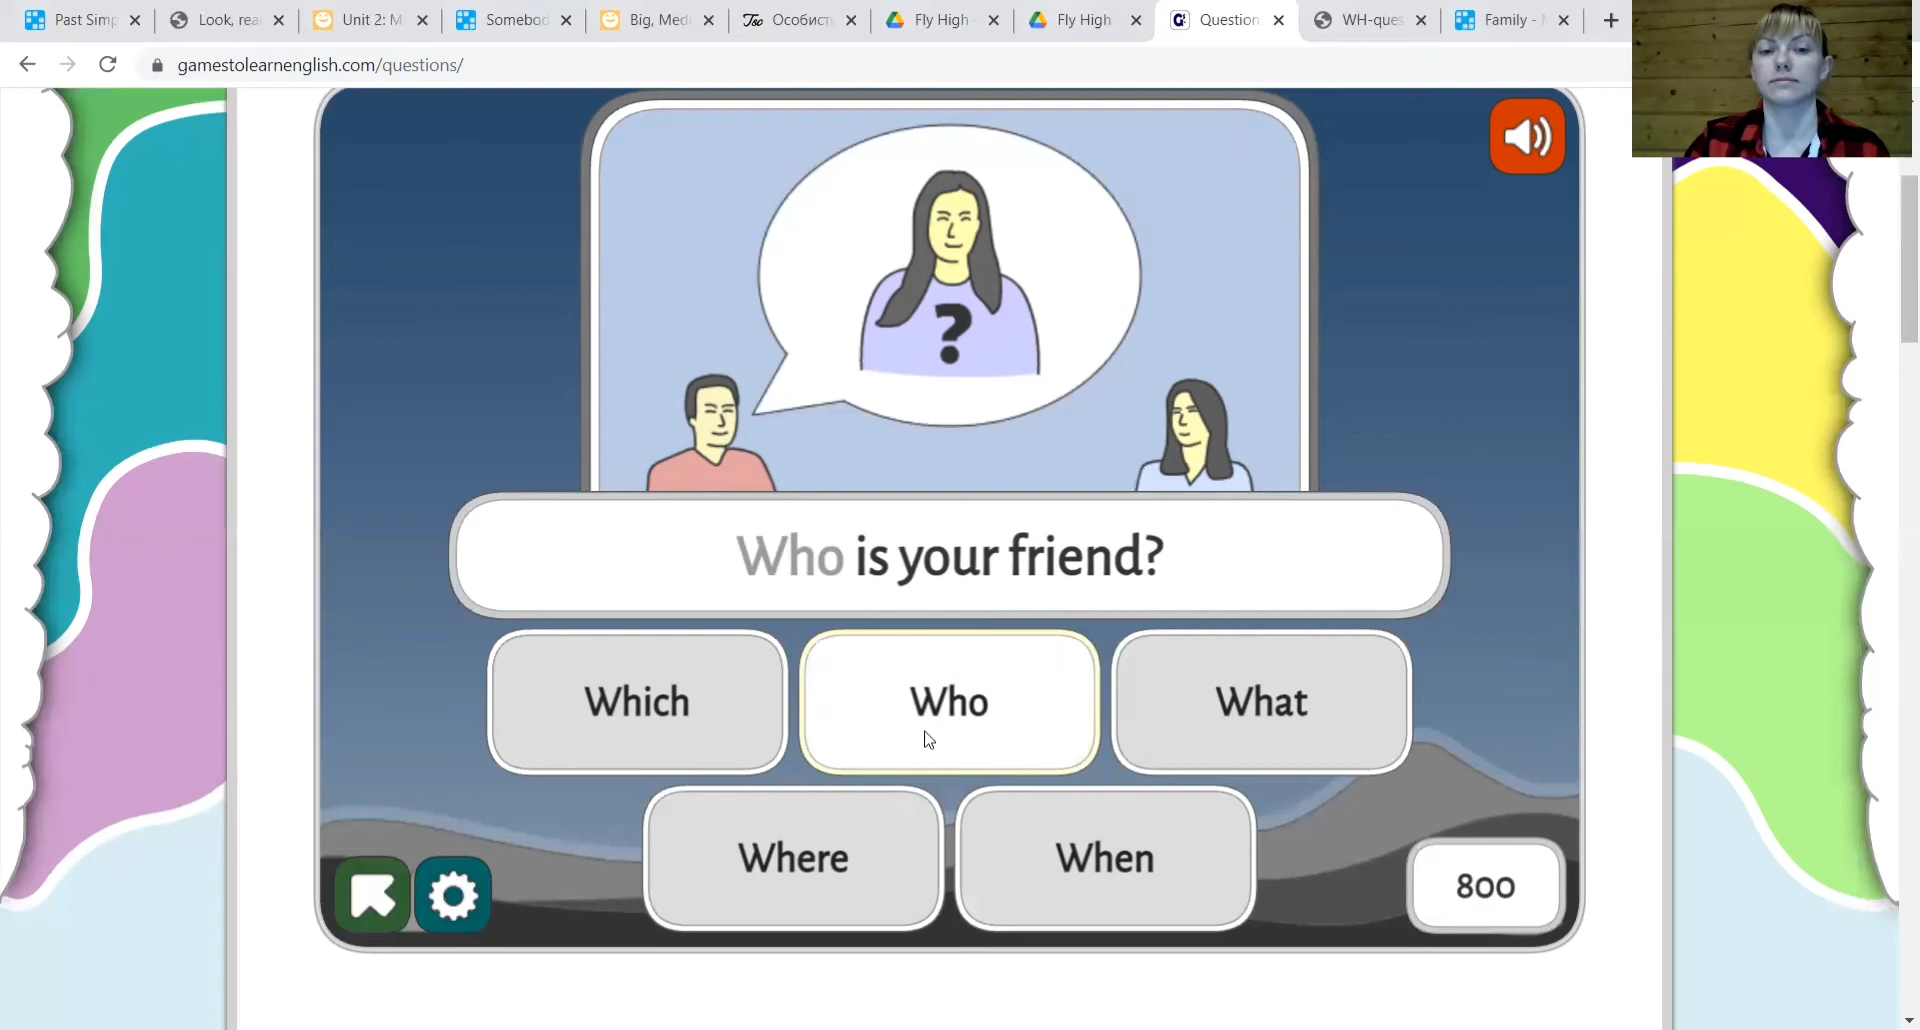 Past Simp
Look, rea
Unit 2: M
Somebod
Big, Med
Tso Особист
Fly High -
Fly High
Question
WH-ques
Family -
gamestolearnenglish.com/questions/
?
Who is your friend?
Which
Who
What
Where
When
800